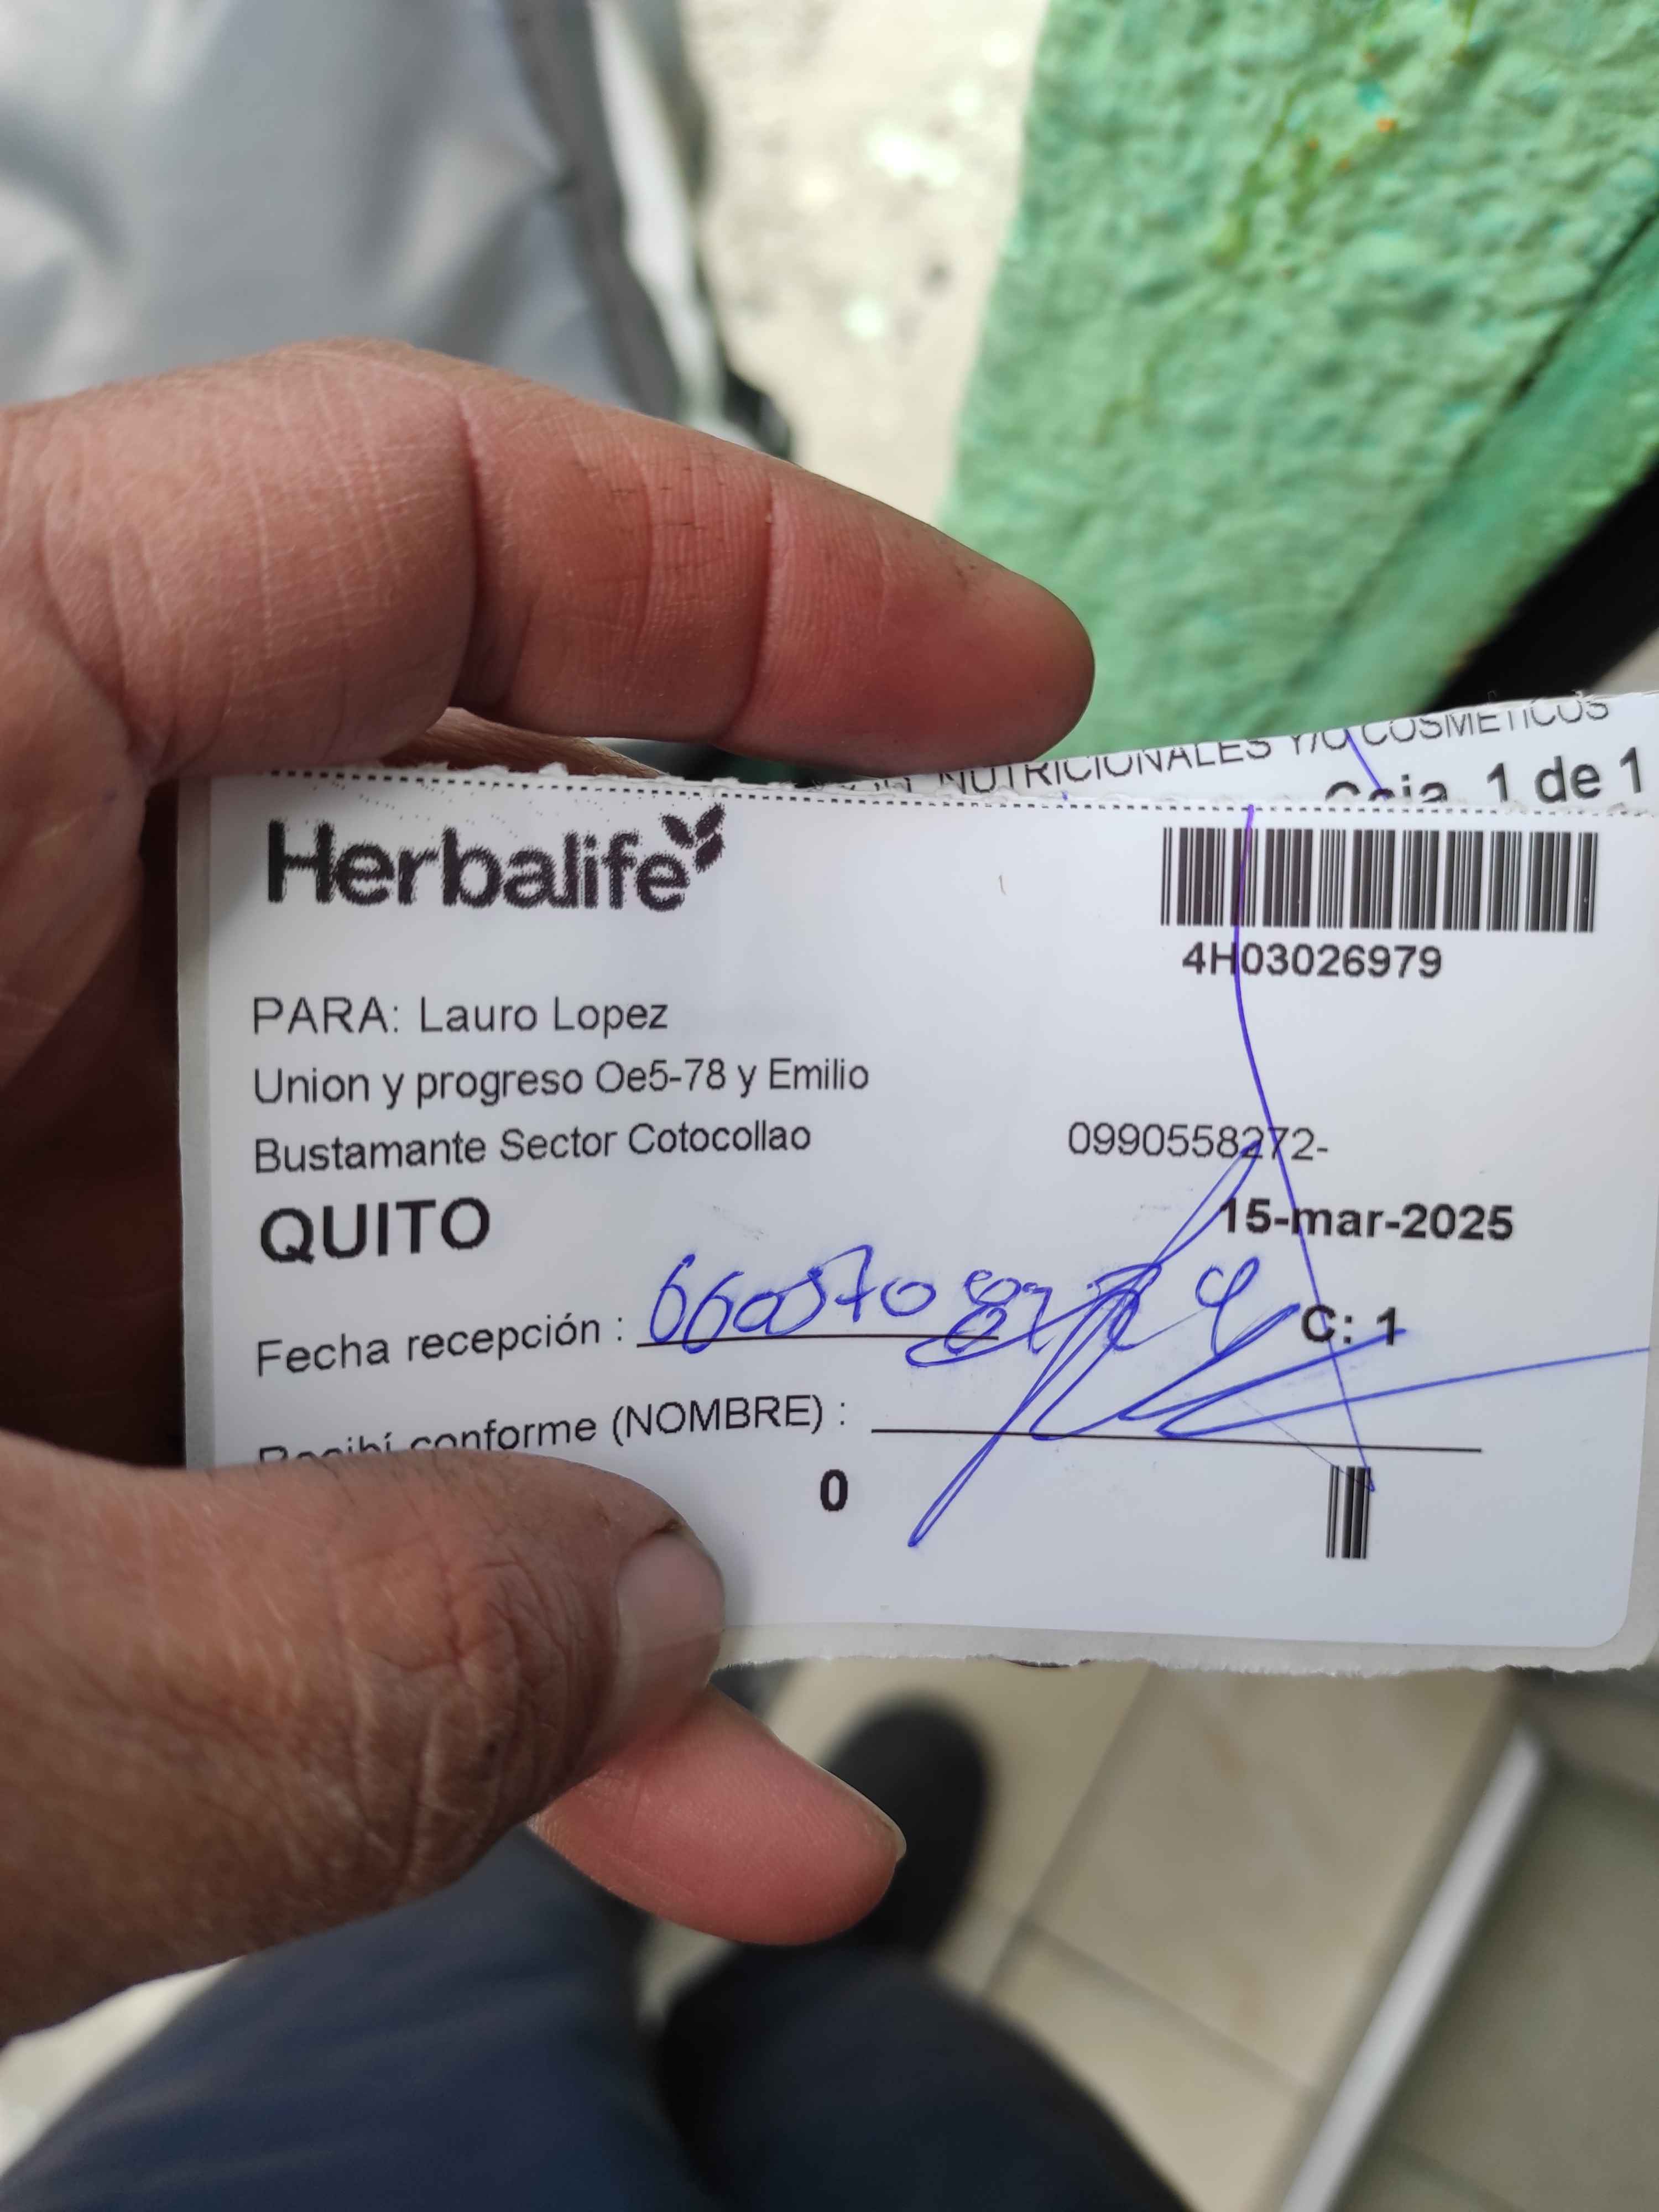 NUTRICIONALES Y/O COSMETICOS
Caja 1 de 1
Herbalife
4H03026979
PARA: Lauro Lopez
Union y progreso Oe5-78 y Emilio
Bustamante Sector Cotocollao 0990558272-
QUITO 15-mar-2025
Fecha recepción :
C: 1
Recibí conforme (NOMBRE) :
0